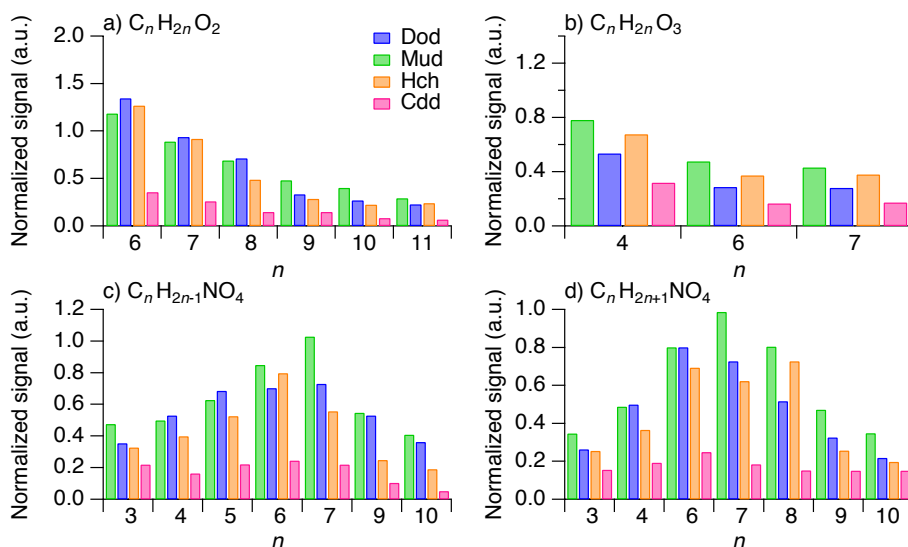 a) CnH2nO2
Normalized signal (a.u.)
2.0
1.5
1.0
0.5
0.0
6 7 8 9 10 11
n
Dod
Mud
Hch
Cdd
b) CnH2nO3
Normalized signal (a.u.)
1.2
0.8
0.4
0.0
4 6 7
n
c) CnH2n-1NO4
Normalized signal (a.u.)
1.2
1.0
0.8
0.6
0.4
0.2
0.0
3 4 5 6 7 9 10
n
d) CnH2n+1NO4
Normalized signal (a.u.)
1.0
0.8
0.6
0.4
0.2
0.0
3 4 6 7 8 9 10
n